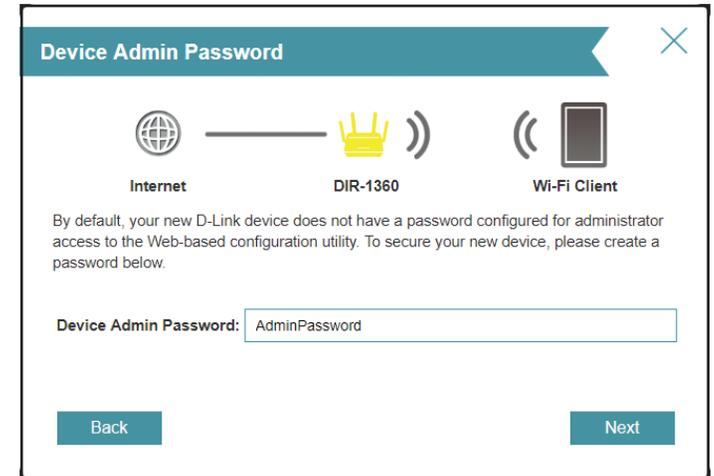 Device Admin Password
Internet
DIR-1360
Wi-Fi Client
By default, your new D-Link device does not have a password configured for administrator
access to the Web-based configuration utility. To secure your new device, please create a
password below.
Device Admin Password: AdminPassword
Back
Next